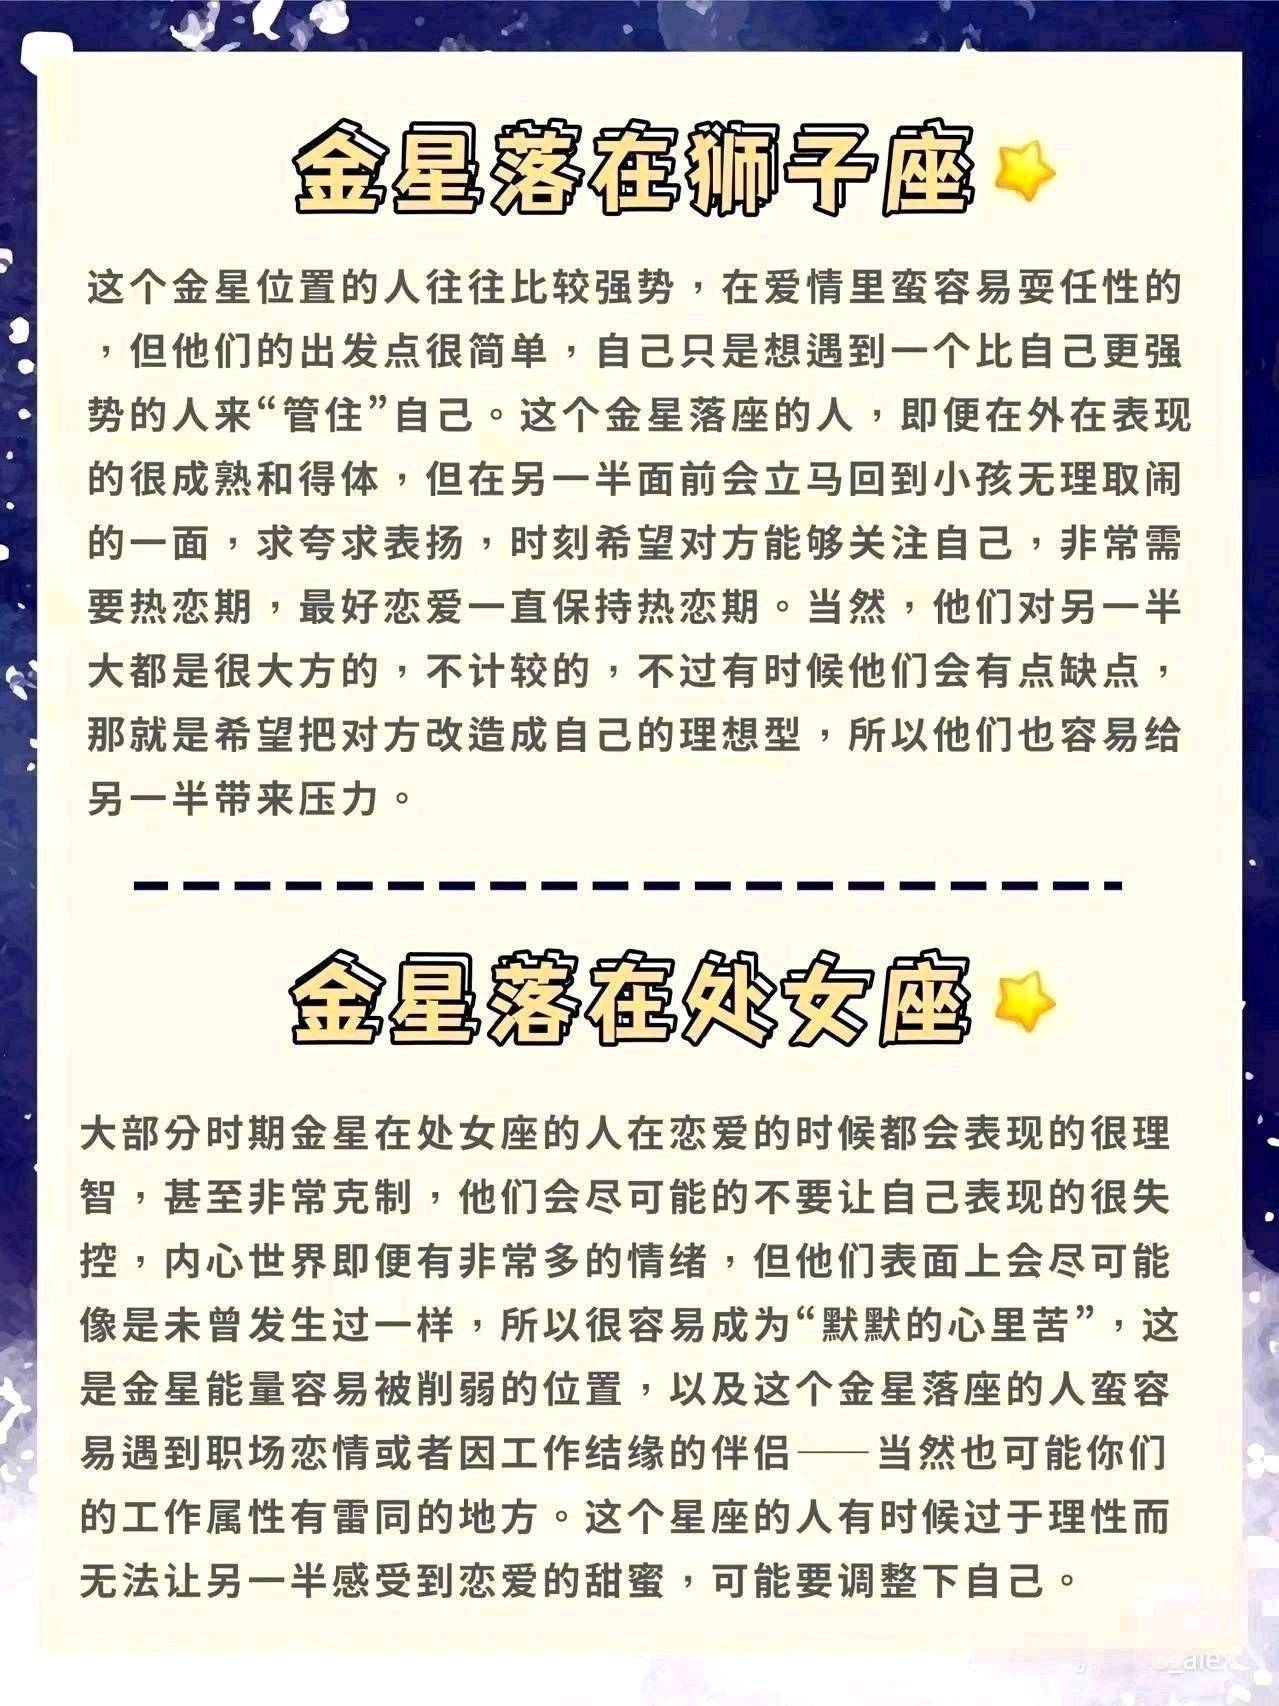 金星落在狮子座
这个金星位置的人往往比较强势，在爱情里蛮容易耍任性的
，但他们的出发点很简单，自己只是想遇到一个比自己更强
势的人来“管住”自己。这个金星落座的人，即便在外在表现
的很成熟和得体，但在另一半面前会立马回到小孩无理取闹
的一面，求夸求表扬，时刻希望对方能够关注自己，非常需
要热恋期，最好恋爱一直保持热恋期。当然，他们对另一半
大都是很大方的，不计较的，不过有时候他们会有点缺点，
那就是希望把对方改造成自己的理想型，所以他们也容易给
另一半带来压力。
金星落在处女座
大部分时期金星在处女座的人在恋爱的时候都会表现的很理
智，甚至非常克制，他们会尽可能的不要让自己表现的很失
控，内心世界即便有非常多的情绪，但他们表面上会尽可能
像是未曾发生过一样，所以很容易成为“默默的心里苦”，这
是金星能量容易被削弱的位置，以及这个金星落座的人蛮容
易遇到职场恋情或者因工作结缘的伴侣——当然也可能你们
的工作属性有雷同的地方。这个星座的人有时候过于理性而
无法让另一半感受到恋爱的甜蜜，可能要调整下自己。